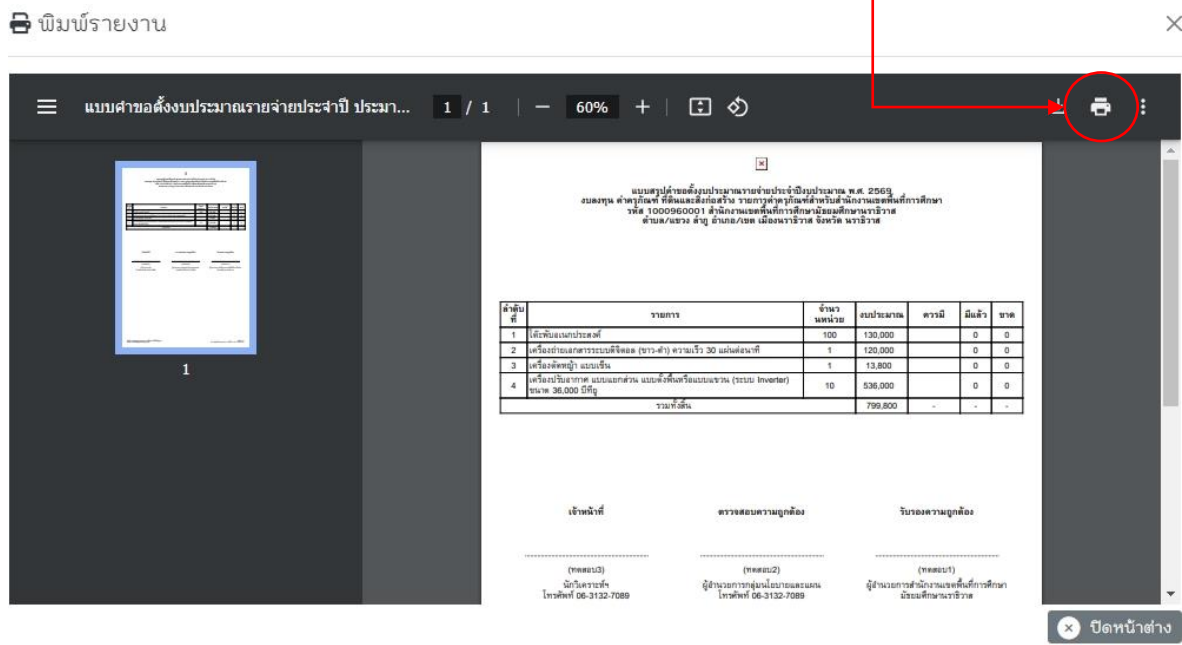 พิมพ์รายงาน
แบบคำขอตั้งงบประมาณรายจ่ายประจำปี ประมา... 1 / 1 60%
แบบสรุปคำขอตั้งงบประมาณรายจ่ายประจำปีงบประมาณ พ.ศ. 2569
งบลงทุน ค่าครุภัณฑ์ ที่ดินและสิ่งก่อสร้าง รายการค่าครุภัณฑ์สำหรับสำนักงานเขตพื้นที่การศึกษา
รหัส 1000960001 สำนักงานเขตพื้นที่การศึกษามัธยมศึกษานราธิวาส
ตำบล/แขวง ลำภู อำเภอ/เขต เมืองนราธิวาส จังหวัด นราธิวาส
ลำดับที่ รายการ จำนวนหน่วย งบประมาณ ควรมี มีแล้ว ขาด
1 โต๊ะพับอเนกประสงค์ 100 130,000 0 0
2 เครื่องถ่ายเอกสารระบบดิจิตอล (ขาว-ดำ) ความเร็ว 30 แผ่นต่อนาที 1 120,000 0 0
3 เครื่องตัดหญ้า แบบเข็น 1 13,800 0 0
4 เครื่องปรับอากาศ แบบแยกส่วน แบบตั้งพื้นหรือแบบแขวน (ระบบ Inverter) 10 536,000 0 0
ขนาด 36,000 บีทียู
รวมทั้งสิ้น 799,800 - - -
1
เจ้าหน้าที่ ตรวจสอบความถูกต้อง รับรองความถูกต้อง
(ทดสอบ3) (ทดสอบ2) (ทดสอบ1)
นักวิเคราะห์ฯ ผู้อำนวยการกลุ่มนโยบายและแผน ผู้อำนวยการสำนักงานเขตพื้นที่การศึกษา
โทรศัพท์ 06-3132-7089 โทรศัพท์ 06-3132-7089 มัธยมศึกษานราธิวาส
ปิดหน้าต่าง